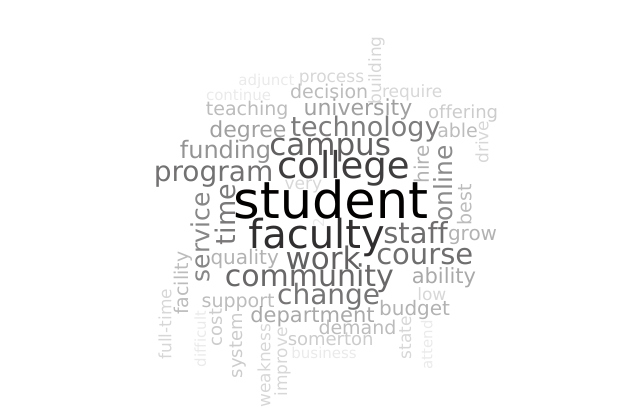 building
process
adjunct
decision
require
continue
teaching
university
offering
degree
technology
able
drive
funding
campus
hire
program
college
online
very
best
student
time
service
faculty
staff
grow
quality
work
course
community
ability
facility
support
change
low
department
budget
full-time
difficulty
cost
system
demand
state
attend
weakness
improve
somerton
business